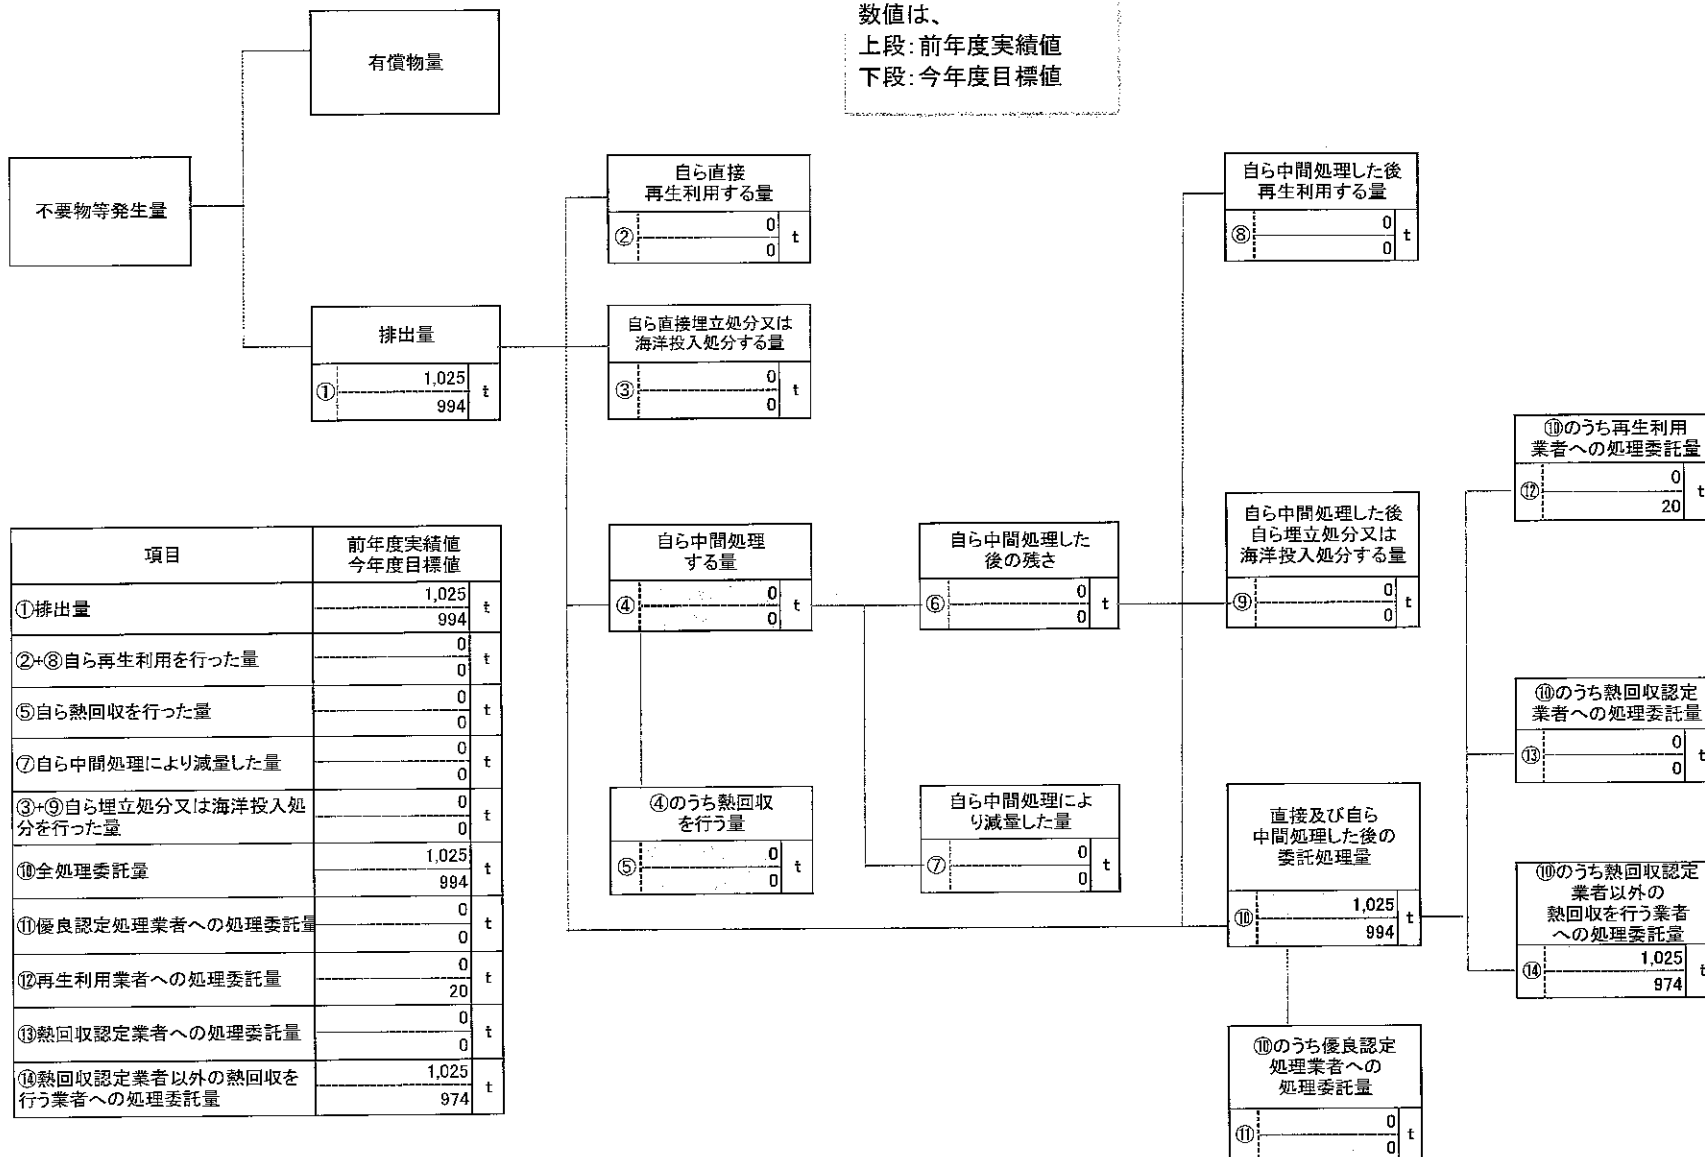 数値は、
上段：前年度実績値
下段：今年度目標値
有償物量
不要物等発生量
排出量
① 1,025 t
994
自ら直接
再生利用する量
② 0 t
0
自ら直接埋立処分又は
海洋投入処分する量
③ 0 t
0
自ら中間処理
する量
④ 0 t
0
④のうち熱回収
を行う量
⑤ 0 t
0
自ら中間処理した
後の残さ
⑥ 0 t
0
自ら中間処理によ
り減量した量
⑦ 0 t
0
自ら中間処理した後
再生利用する量
⑧ 0 t
0
自ら中間処理した後
自ら埋立処分又は
海洋投入処分する量
⑨ 0 t
0
直接及び自ら
中間処理した後の
委託処理量
⑩ 1,025 t
994
⑩のうち優良認定
処理業者への
処理委託量
⑪ 0 t
0
⑩のうち再生利用
業者への処理委託量
⑫ 0 t
20
⑩のうち熱回収認定
業者への処理委託量
⑬ 0 t
0
⑩のうち熱回収認定
業者以外の
熱回収を行う業者
への処理委託量
⑭ 1,025 t
974
項目 前年度実績値
今年度目標値
①排出量 1,025 t
994
②+⑧自ら再生利用を行った量 0 t
0
⑤自ら熱回収を行った量 0 t
0
⑦自ら中間処理により減量した量 0 t
0
③+⑨自ら埋立処分又は海洋投入処 0 t
分を行った量 0
⑩全処理委託量 1,025 t
994
⑪優良認定処理業者への処理委託量 0 t
0
⑫再生利用業者への処理委託量 0 t
20
⑬熱回収認定業者への処理委託量 0 t
0
⑭熱回収認定業者以外の熱回収を 1,025 t
行う業者への処理委託量 974